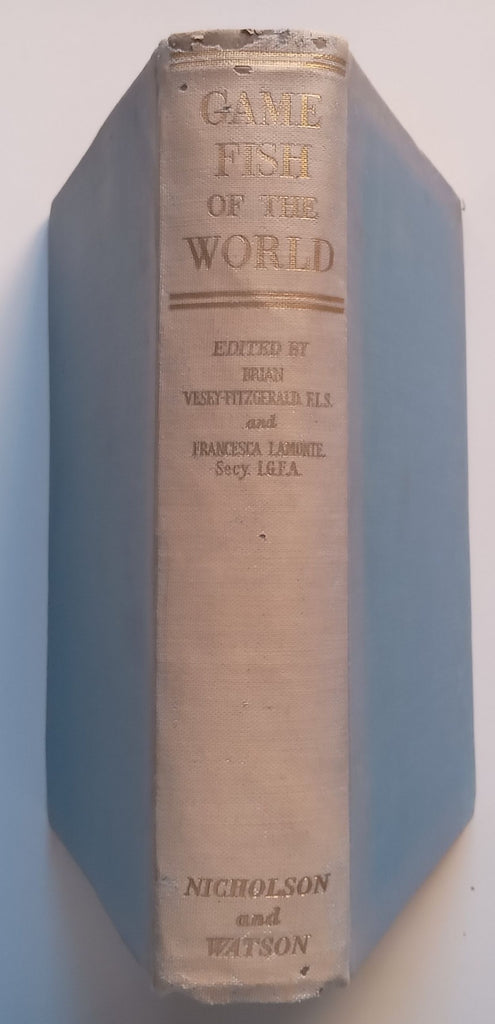 GAME
FISH
OF THE
WORLD
EDITED BY
BRIAN
VESEY-FITZGERALD. F.L.S.
and
FRANCESCA LAMONTE.
Secy. I.G.F.A.
NICHOLSON
and
WATSON